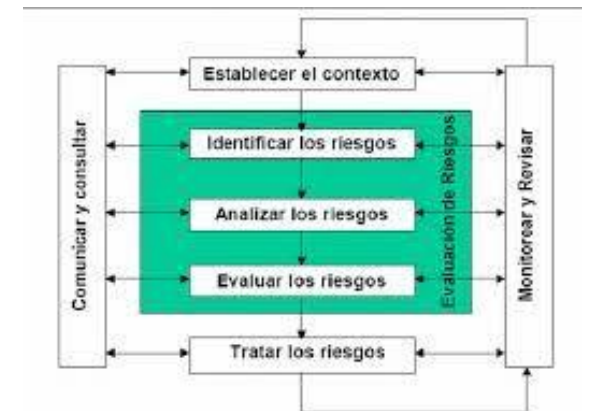 Establecer el contexto
Comunicar y consultar
Identificar los riesgos
Analizar los riesgos
Evaluar los riesgos
Evaluación de Riesgos
Monitorear y Revisar
Tratar los riesgos